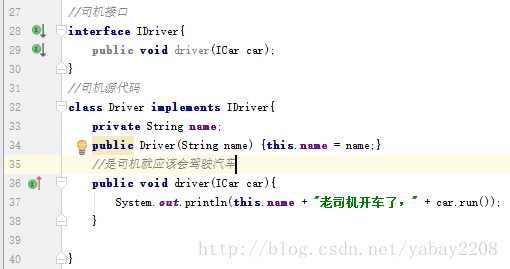 27 //司机接口
28 interface IDriver{
29 public void driver(ICar car);
30 }
31 //司机源代码
32 class Driver implements IDriver{
33 private String name;
34 public Driver(String name) {this.name = name;}
35 //是司机就应该会驾驶汽车
36 public void driver(ICar car){
37 System.out.println(this.name + "老司机开车了，" + car.run());
38 }
39
40 }
http://blog.csdn.net/yabay2208